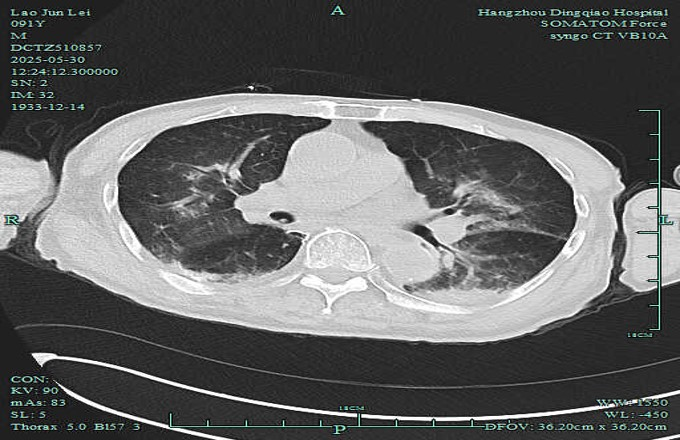 Lao Jun Lei
091Y
M
DCTZ510857
2025-05-30
12:24:12.300000
SN: 2
IM: 32
1933-12-14
A
Hangzhou Dingqiao Hospital
SOMATOM Force
syngo CT VB10A
R
L
18CM
CON:
KV: 90
mAs: 83
SL: 5
Thorax 5.0 Bl57 3
18CM
P
WW: 1550
WL: -450
DFOV: 36.20cm x 36.20cm